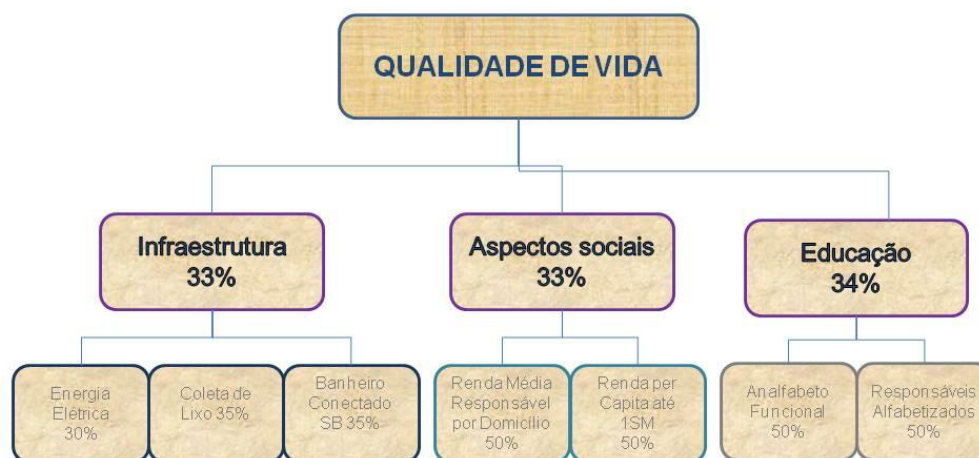 QUALIDADE DE VIDA
Infraestrutura
33%
Aspectos sociais
33%
Educação
34%
Energia
Elétrica
30%
Coleta de
Lixo 35%
Banheiro
Conectado
SB 35%
Renda Média
Responsável
por Domicílio
50%
Renda per
Capita até
1SM
50%
Analfabeto
Funcional
50%
Responsáveis
Alfabetizados
50%